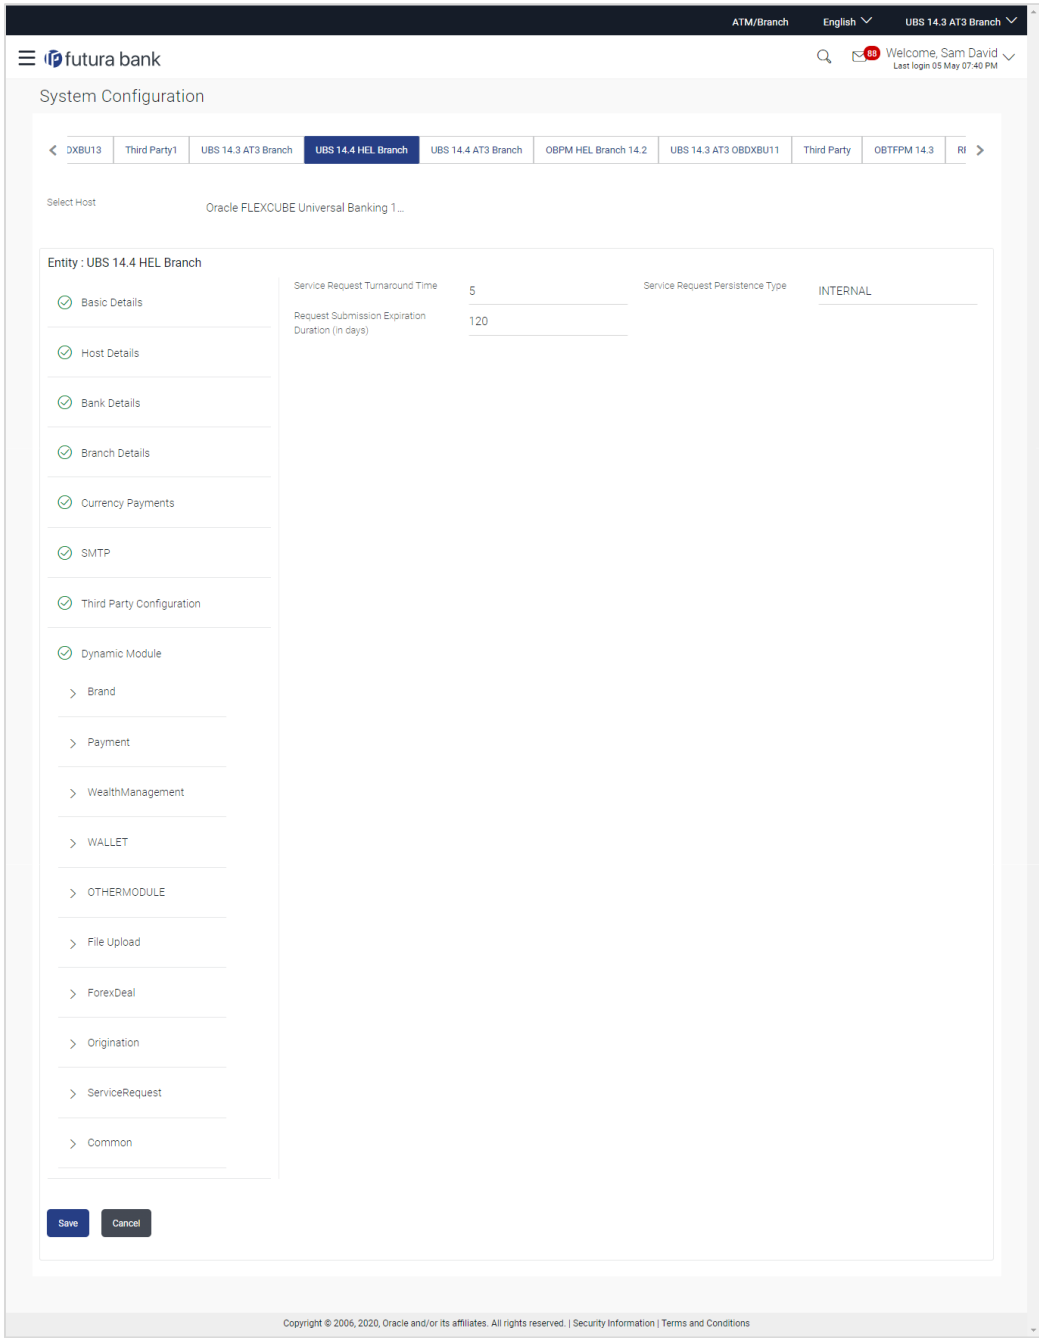 ATM/Branch English UBS 14.3 AT3 Branch
futura bank 88 Welcome, Sam David
Last login 05 May 07:40 PM
System Configuration
DXBU13 Third Party1 UBS 14.3 AT3 Branch UBS 14.4 HEL Branch UBS 14.4 AT3 Branch OBPM HEL Branch 14.2 UBS 14.3 AT3 OBDXBU11 Third Party OBTFPM 14.3
Select Host Oracle FLEXCUBE Universal Banking 1...
Entity : UBS 14.4 HEL Branch
Service Request Turnaround Time 5 Service Request Persistence Type INTERNAL
Request Submission Expiration
Duration (in days) 120
Basic Details
Host Details
Bank Details
Branch Details
Currency Payments
SMTP
Third Party Configuration
Dynamic Module
Brand
Payment
WealthManagement
WALLET
OTHERMODULE
File Upload
ForexDeal
Origination
ServiceRequest
Common
Save Cancel
Copyright © 2006, 2020, Oracle and/or its affiliates. All rights reserved. | Security Information | Terms and Conditions